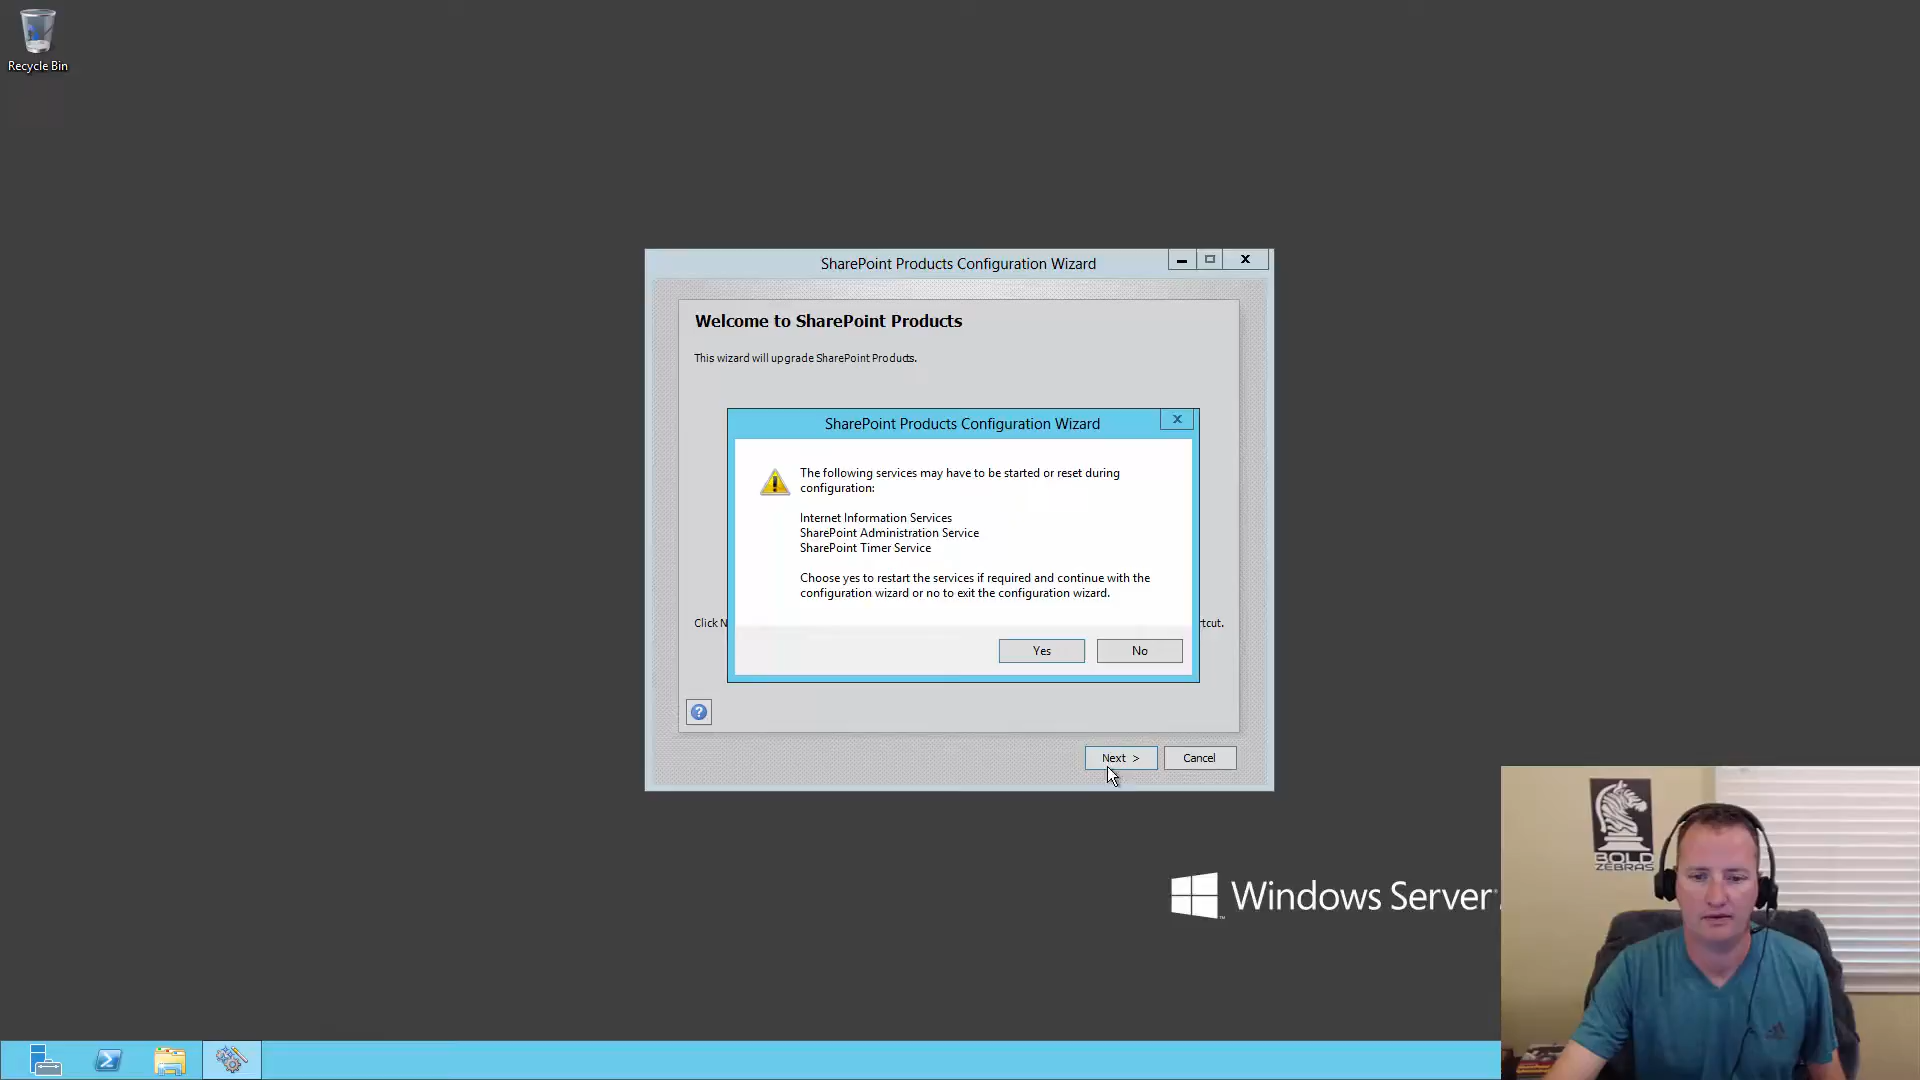 Recycle Bin
SharePoint Products Configuration Wizard
Welcome to SharePoint Products
This wizard will upgrade SharePoint Products.
SharePoint Products Configuration Wizard
The following services may have to be started or reset during
configuration:
Internet Information Services
SharePoint Administration Service
SharePoint Timer Service
Choose yes to restart the services if required and continue with the
configuration wizard or no to exit the configuration wizard.
Click N
rtcut.
Yes
No
Next >
Cancel
BOLD
ZEBRAS
Windows Server